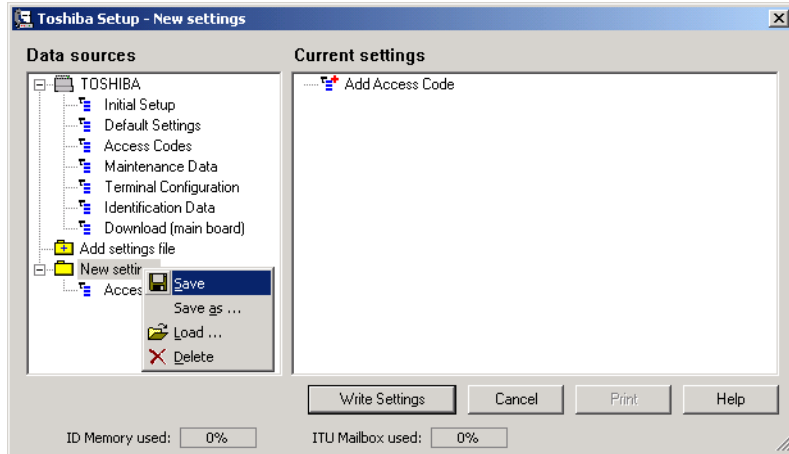 Toshiba Setup - New settings
Data sources
Current settings
TOSHIBA
Initial Setup
Default Settings
Access Codes
Maintenance Data
Terminal Configuration
Identification Data
Download (main board)
Add settings file
New settin
Acces
Save
Save as ...
Load ...
Delete
Add Access Code
Write Settings
Cancel
Print
Help
ID Memory used: 0%
ITU Mailbox used: 0%